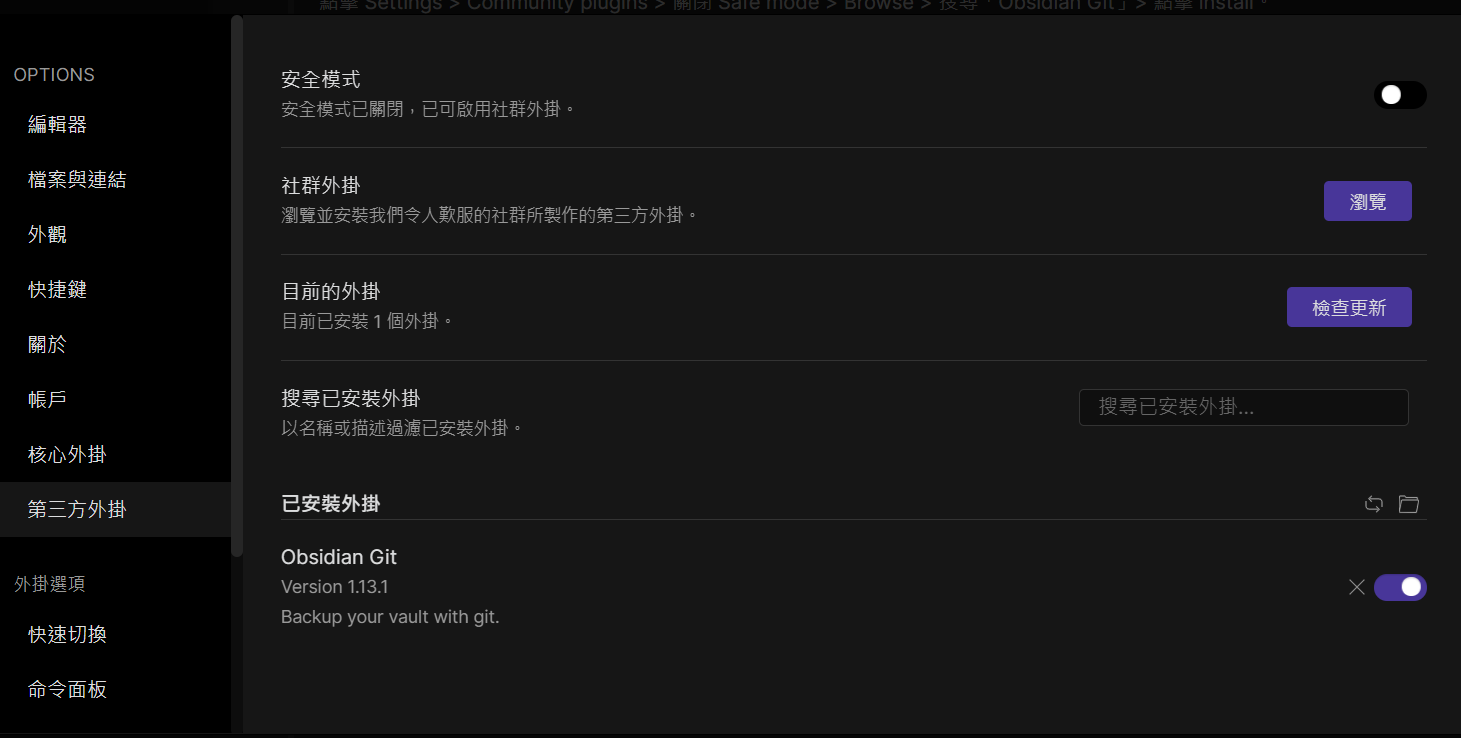 點擊 Settings > Community plugins > 關閉 Safe mode > Browse > 搜尋「Obsidian Git」> 點擊 Install。
OPTIONS
編輯器
檔案與連結
外觀
快捷鍵
關於
帳戶
核心外掛
第三方外掛
外掛選項
快速切換
命令面板
安全模式
安全模式已關閉，已可啟用社群外掛。
社群外掛
瀏覽並安裝我們令人歎服的社群所製作的第三方外掛。
瀏覽
目前的外掛
目前已安裝 1 個外掛。
檢查更新
搜尋已安裝外掛
以名稱或描述過濾已安裝外掛。
搜尋已安裝外掛...
已安裝外掛
Obsidian Git
Version 1.13.1
Backup your vault with git.